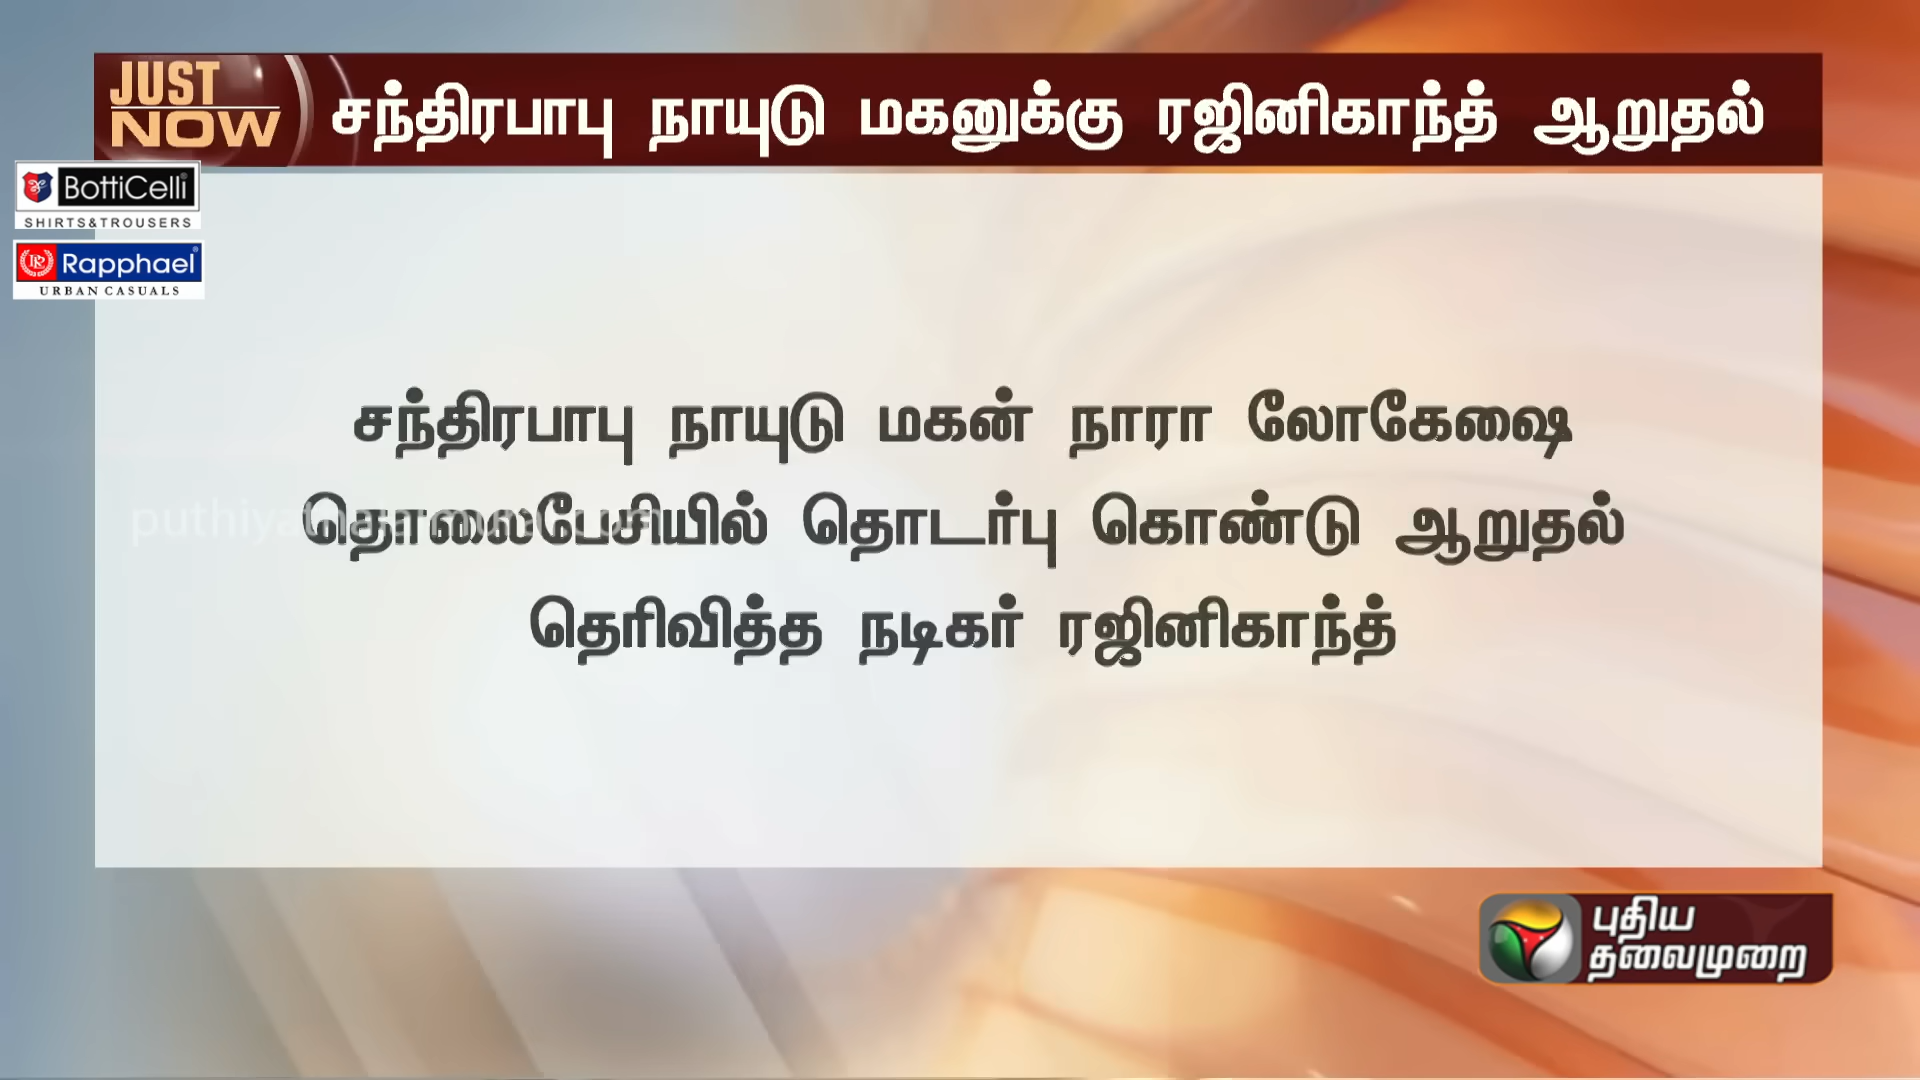 JUST
NOW
சந்திரபாபு நாயுடு மகனுக்கு ரஜினிகாந்த் ஆறுதல்
BottiCelli
SHIRTS&TROUSERS
Rapphael
URBAN CASUALS
சந்திரபாபு நாயுடு மகன் நாரா லோகேஷை
தொலைபேசியில் தொடர்பு கொண்டு ஆறுதல்
தெரிவித்த நடிகர் ரஜினிகாந்த்
புதிய
தலைமுறை